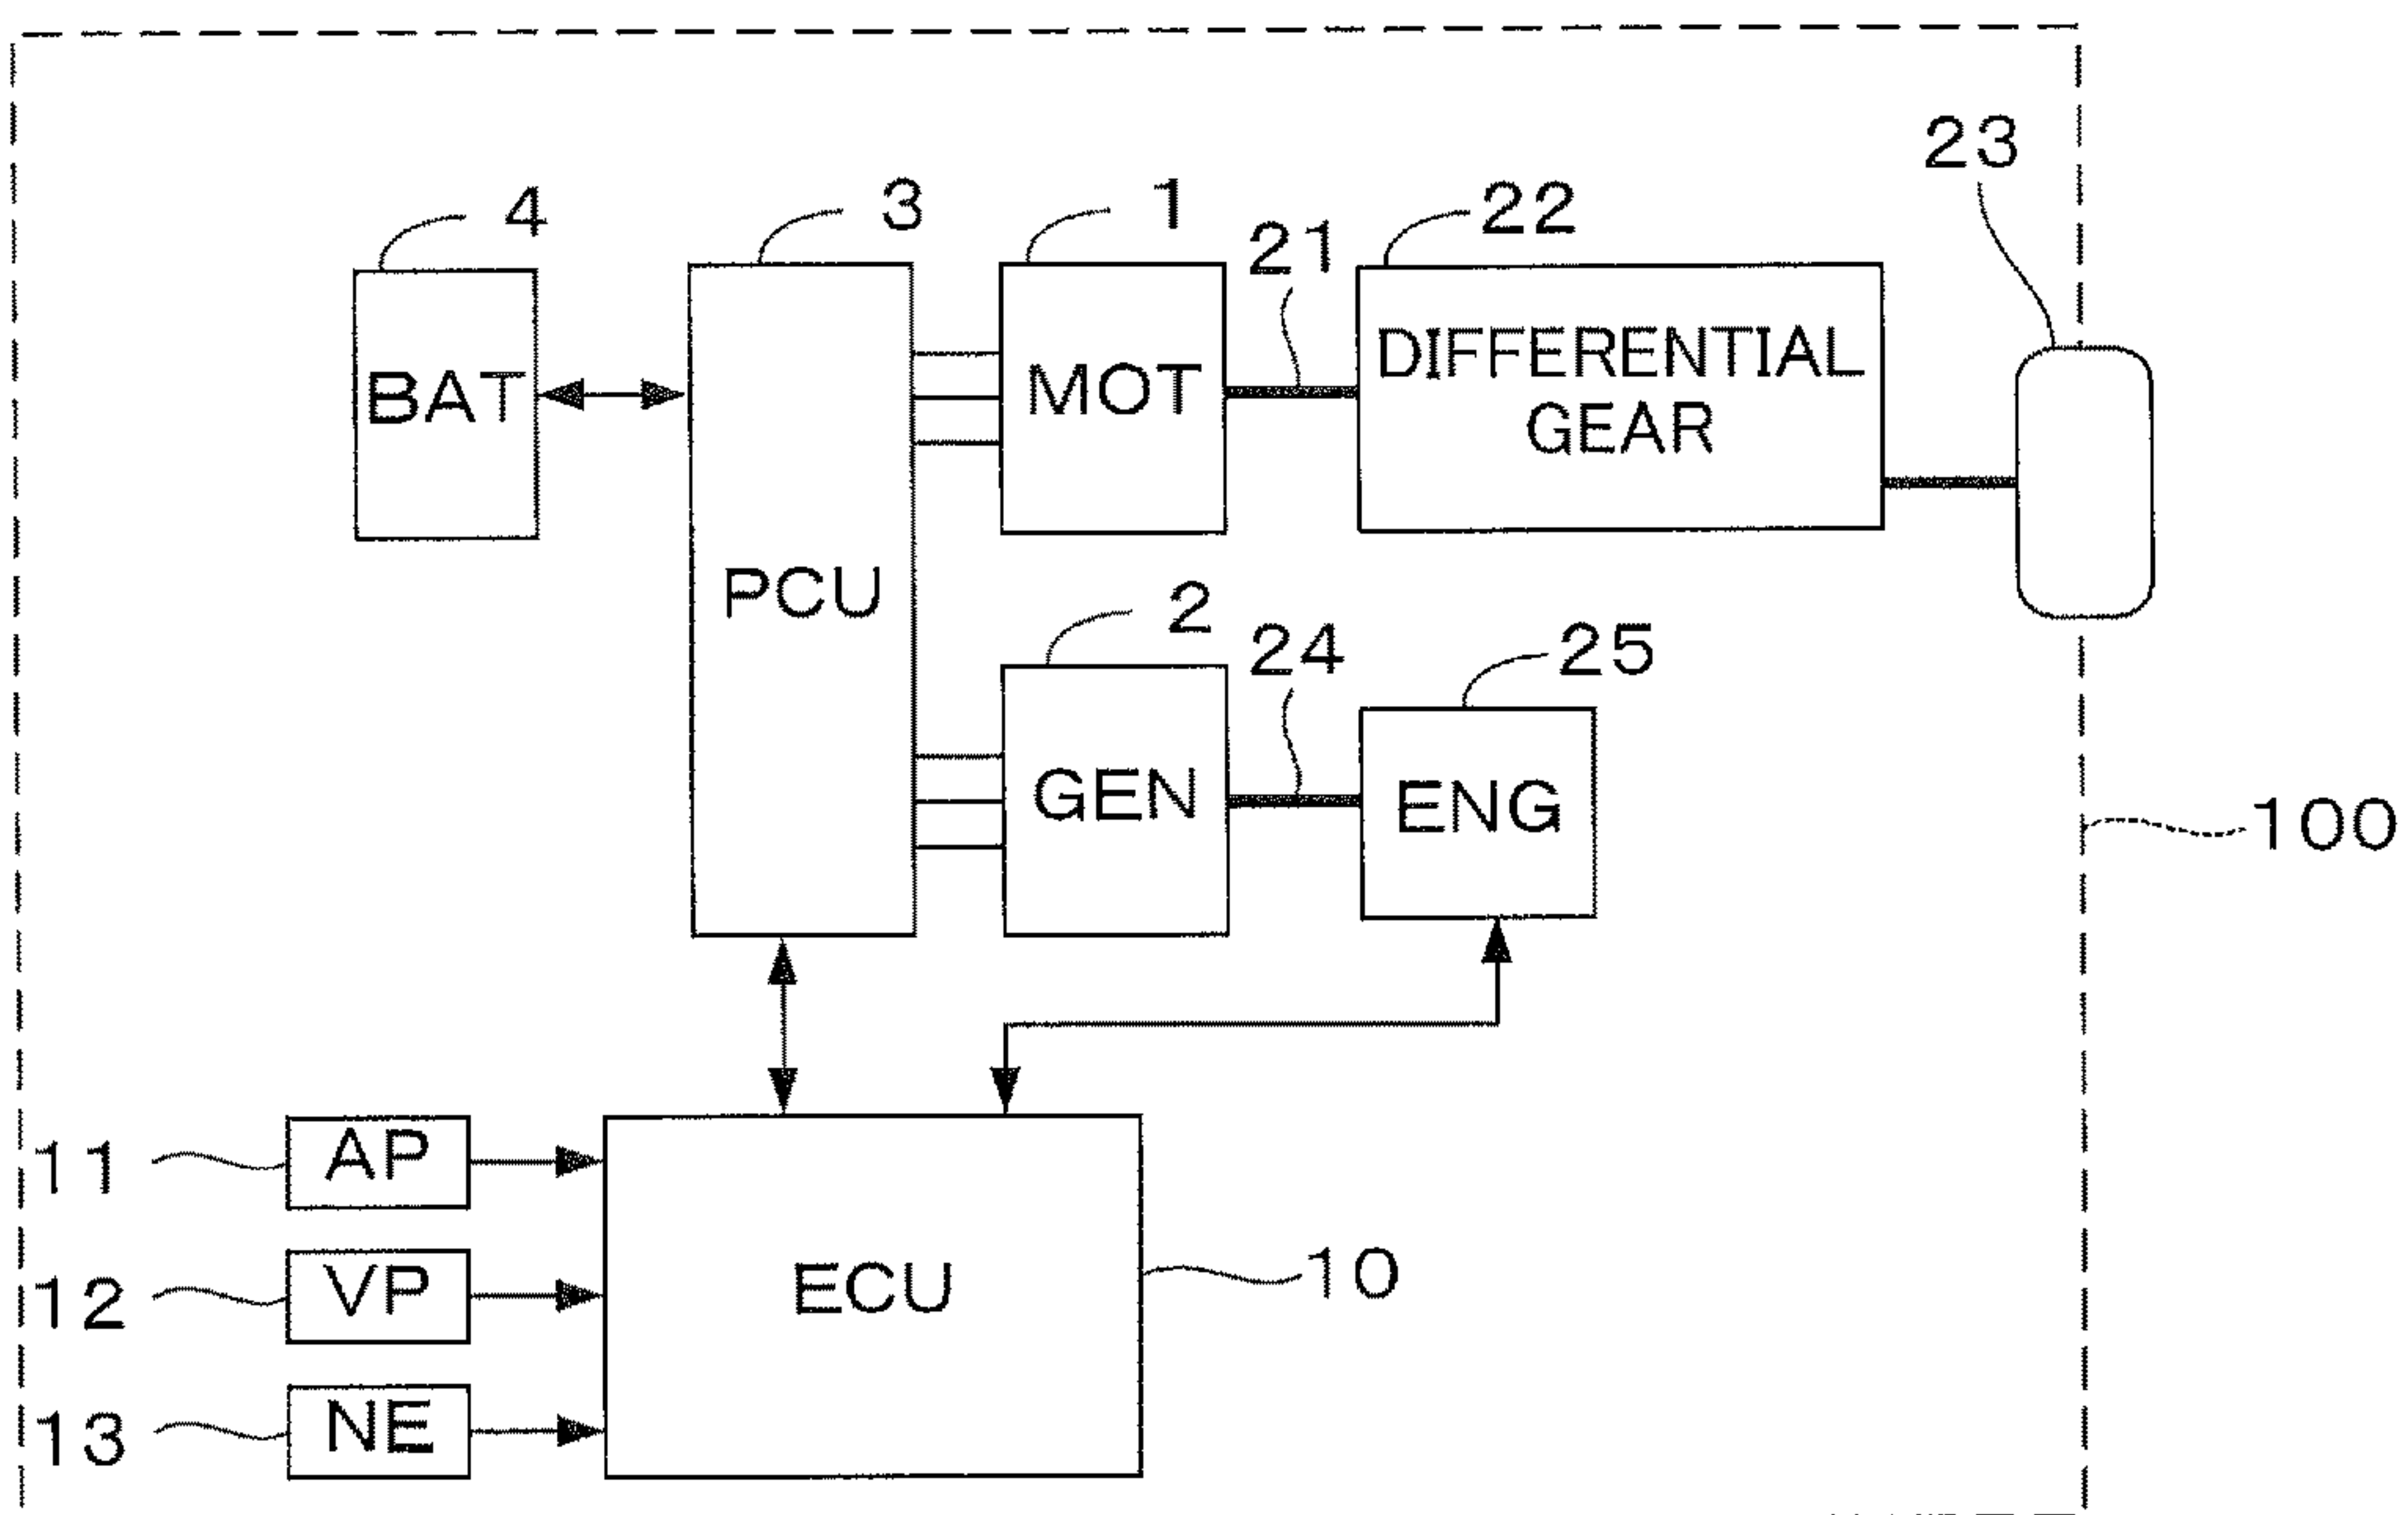 23
4
3
1
21
22
BAT
MOT
DIFFERENTIAL
GEAR
PCU
2
24
25
GEN
ENG
100
11
AP
12
VP
ECU
10
13
NE